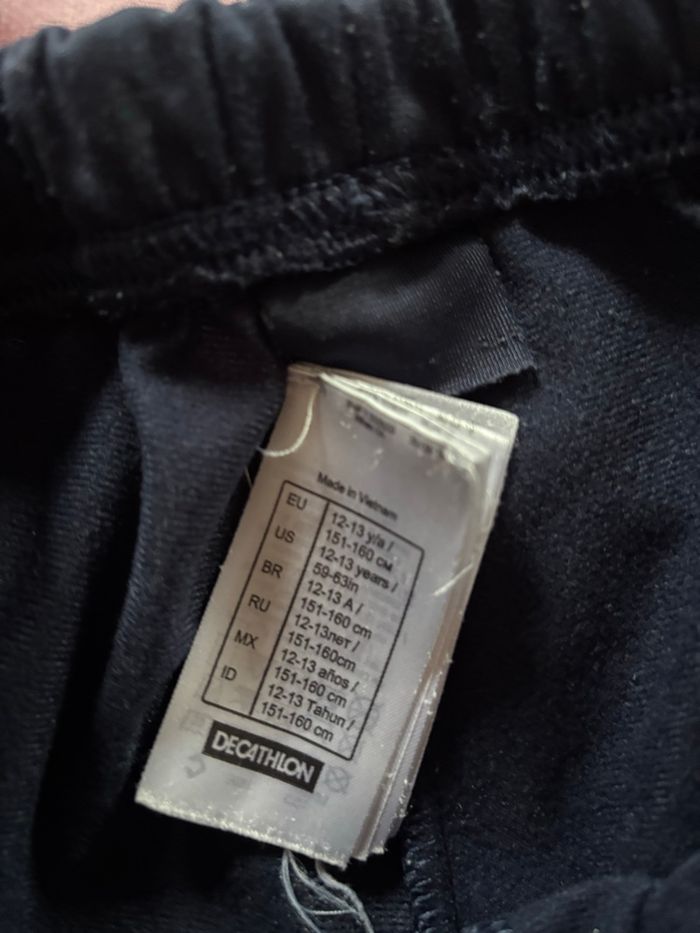 Made in Vietnam
EU 12-13 y/a /
151-160 см
US 12-13 years /
59-63in
BR 12-13 A /
151-160 cm
RU 12-13лет /
151-160cm
MX 12-13 años /
151-160 cm
ID 12-13 Tahun /
151-160 cm
DECATHLON